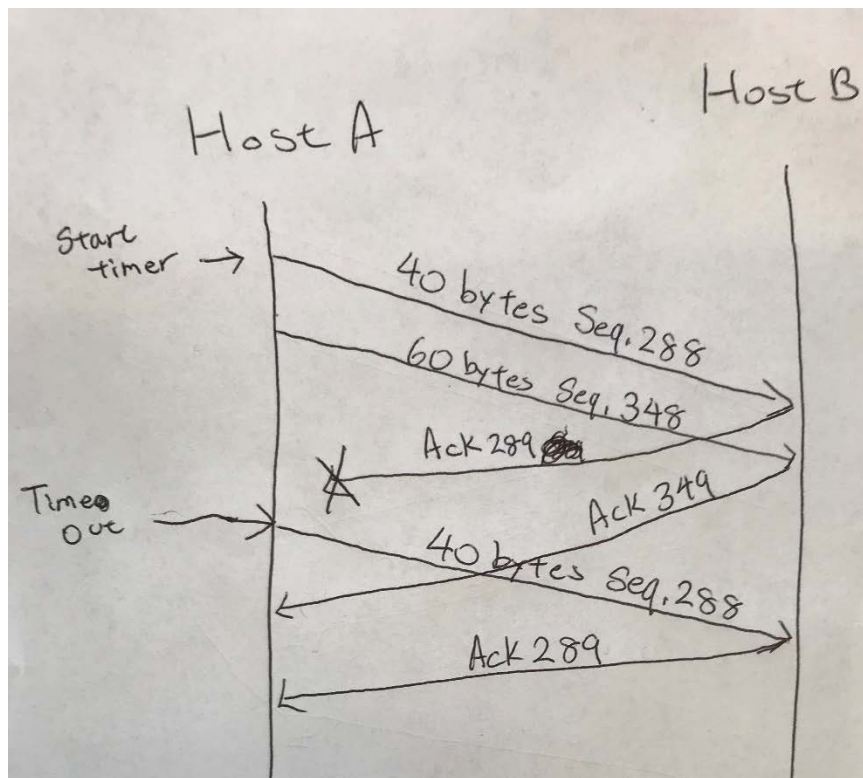 Host A
Host B
Start
timer
40 bytes Seq. 288
60 bytes Seq. 348
Ack 289
Ack 349
Time
out
40 bytes Seq. 288
Ack 289